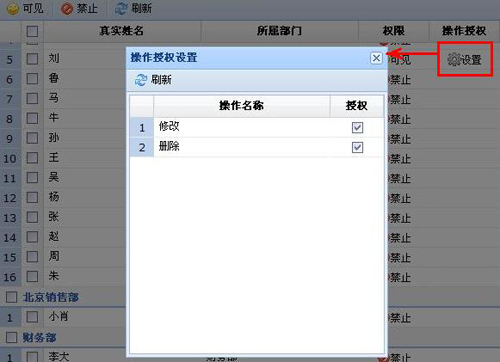 可见 禁止 刷新
真实姓名 所属部门 权限 操作授权
5 刘 可见 设置
6 鲁 禁止
7 马 禁止
8 牛 禁止
9 孙 禁止
10 王 禁止
11 吴 禁止
12 杨 禁止
13 张 禁止
14 赵 禁止
15 周 禁止
16 朱 禁止
北京销售部
1 小肖 禁止
财务部
1 李大 财务部 禁止
操作授权设置
刷新
操作名称 授权
1 修改
2 删除